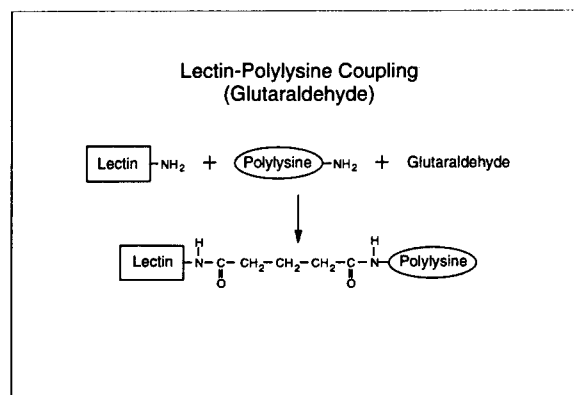 Lectin-Polylysine Coupling
(Glutaraldehyde)
Lectin -NH2 + Polylysine -NH2 + Glutaraldehyde
H H
Lectin -N-C-CH2-CH2-CH2-C-N- Polylysine
O O